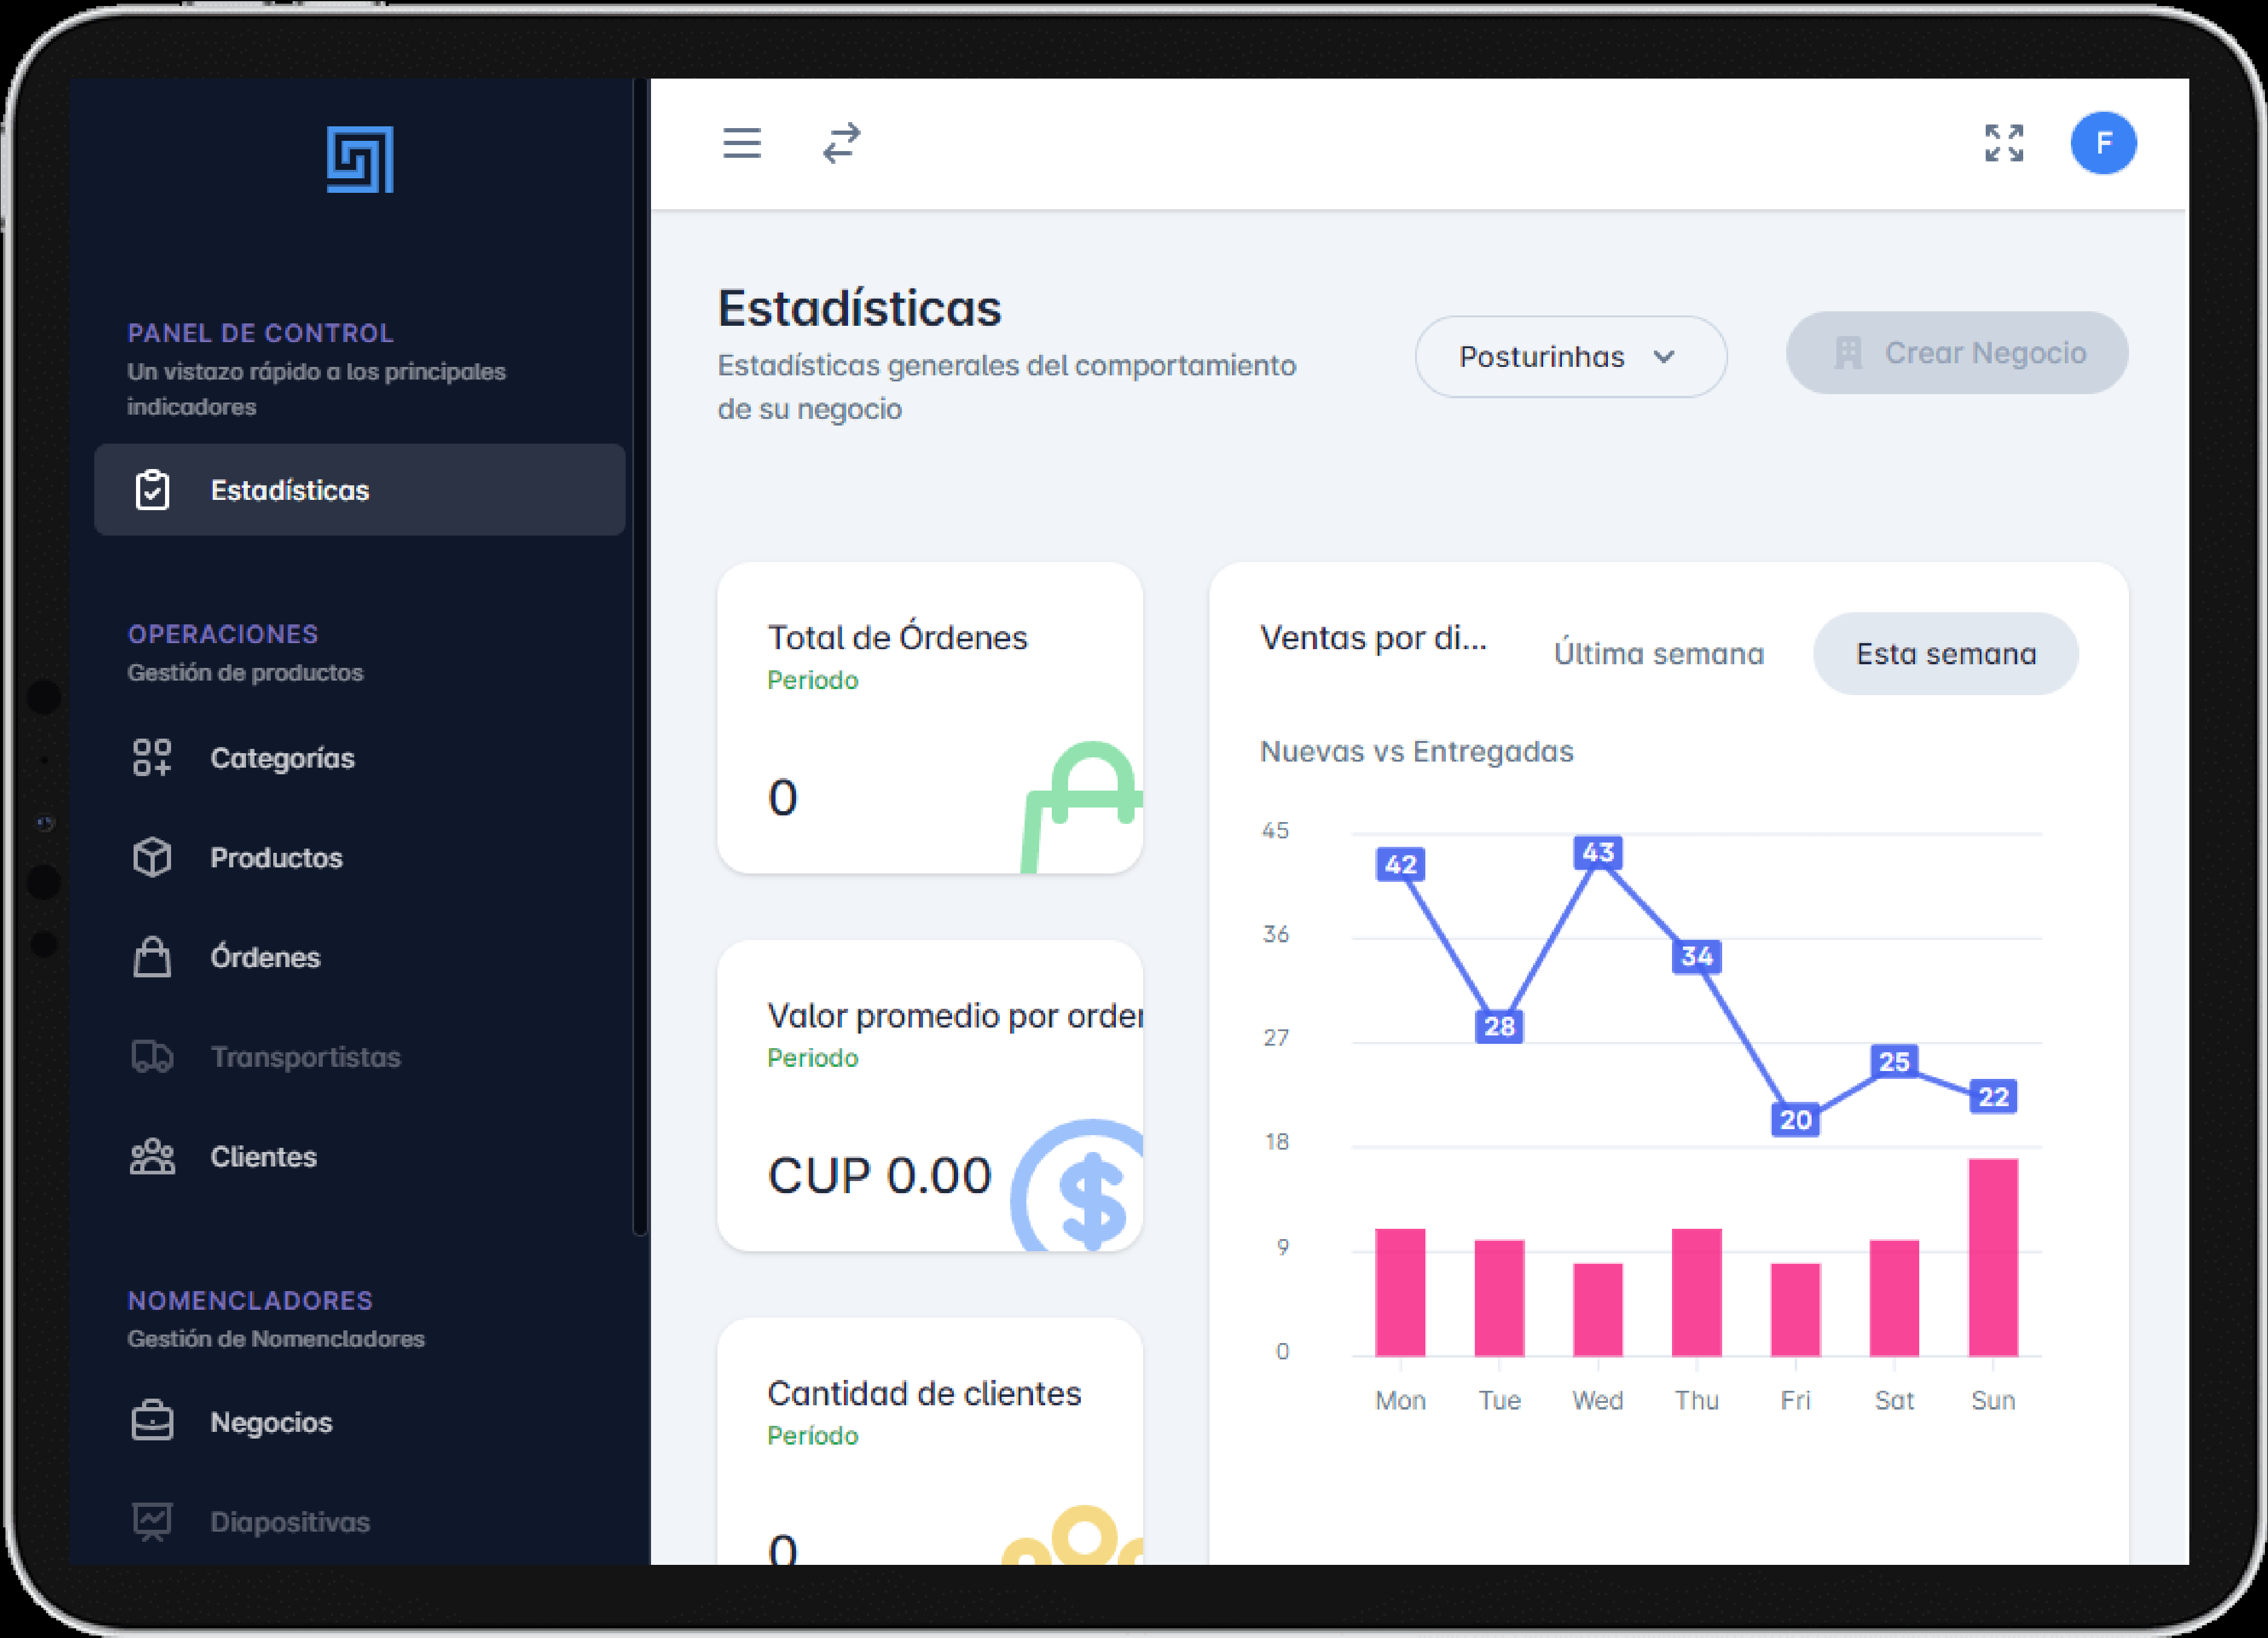 PANEL DE CONTROL
Un vistazo rápido a los principales
indicadores
Estadísticas
OPERACIONES
Gestión de productos
Categorías
Productos
Órdenes
Transportistas
Clientes
NOMENCLADORES
Gestión de Nomencladores
Negocios
Diapositivas
F
Estadísticas
Estadísticas generales del comportamiento
de su negocio
Posturinhas
Crear Negocio
Total de Órdenes
Periodo
0
Valor promedio por orden
Periodo
CUP 0.00
Cantidad de clientes
Período
0
Ventas por di...
Última semana
Esta semana
Nuevas vs Entregadas
45
36
27
18
9
0
42
28
43
34
20
25
22
Mon Tue Wed Thu Fri Sat Sun